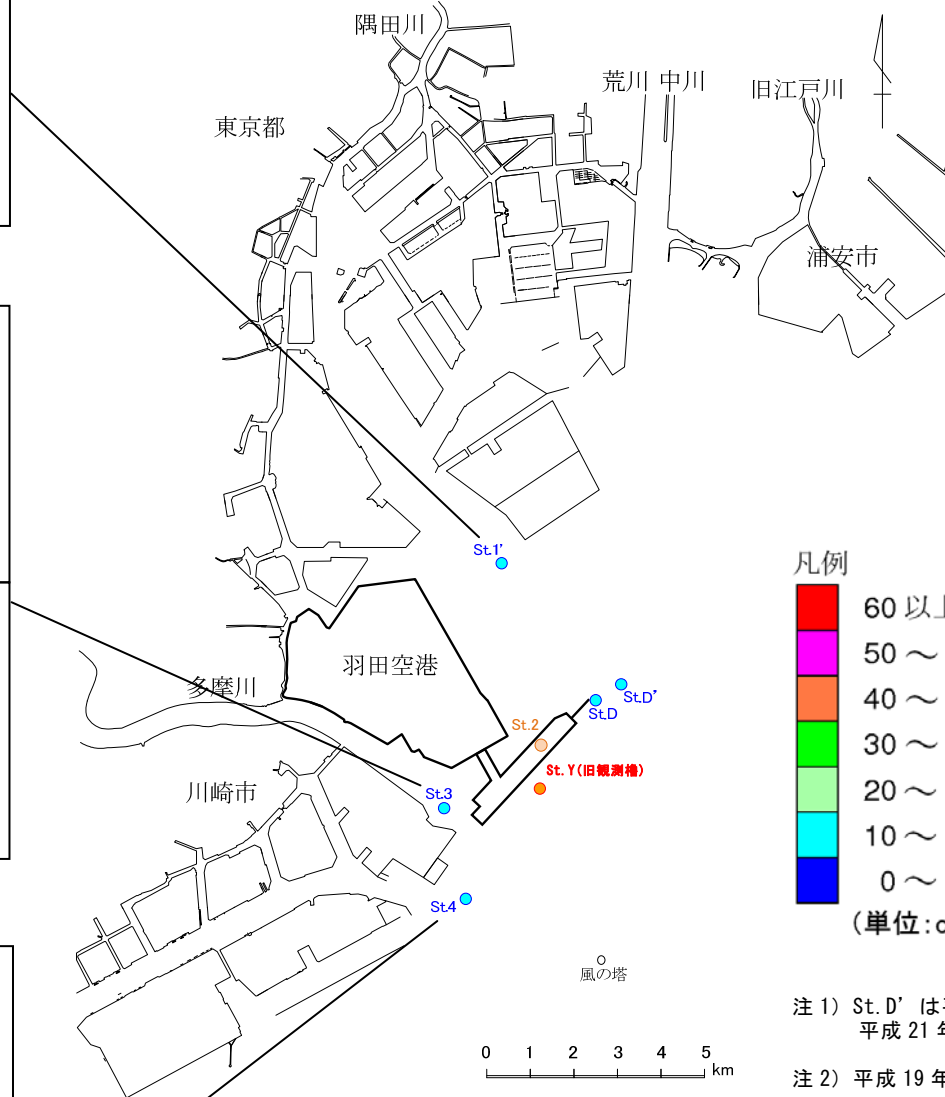 隅田川
荒川 中川
旧江戸川
東京都
浦安市
St.1’
凡例
60 以上
50 ～
40 ～
30 ～
20 ～
10 ～
0 ～
(単位:c
羽田空港
多摩川
St.D’
St.D
St.2
St.Y(旧観測櫓)
川崎市
St.3
St.4
風の塔
0 1 2 3 4 5
km
注 1) St.D’ は
平成 21 年
注 2) 平成 19 年